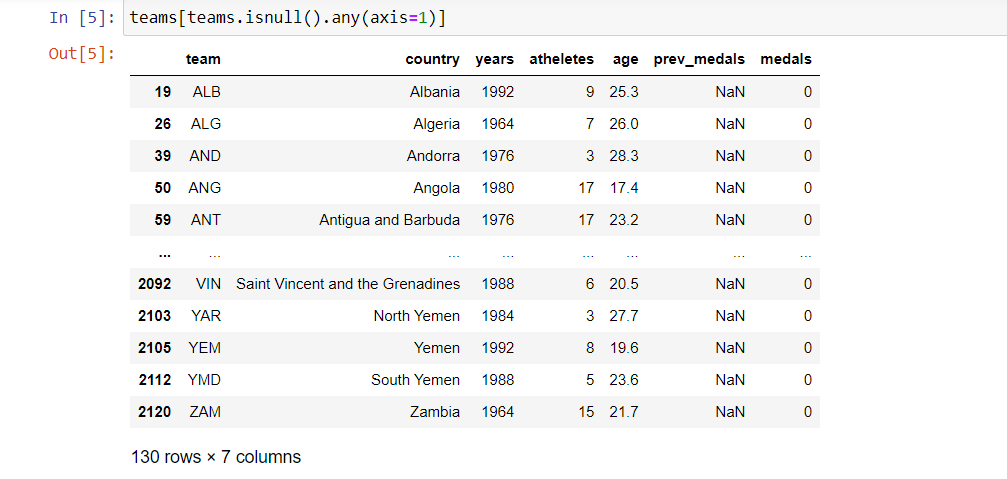 In [5]: teams[teams.isnull().any(axis=1)]
Out[5]:
team country years atheletes age prev_medals medals
19 ALB Albania 1992 9 25.3 NaN 0
26 ALG Algeria 1964 7 26.0 NaN 0
39 AND Andorra 1976 3 28.3 NaN 0
50 ANG Angola 1980 17 17.4 NaN 0
59 ANT Antigua and Barbuda 1976 17 23.2 NaN 0
... ... ... ... ... ... ... ...
2092 VIN Saint Vincent and the Grenadines 1988 6 20.5 NaN 0
2103 YAR North Yemen 1984 3 27.7 NaN 0
2105 YEM Yemen 1992 8 19.6 NaN 0
2112 YMD South Yemen 1988 5 23.6 NaN 0
2120 ZAM Zambia 1964 15 21.7 NaN 0
130 rows × 7 columns